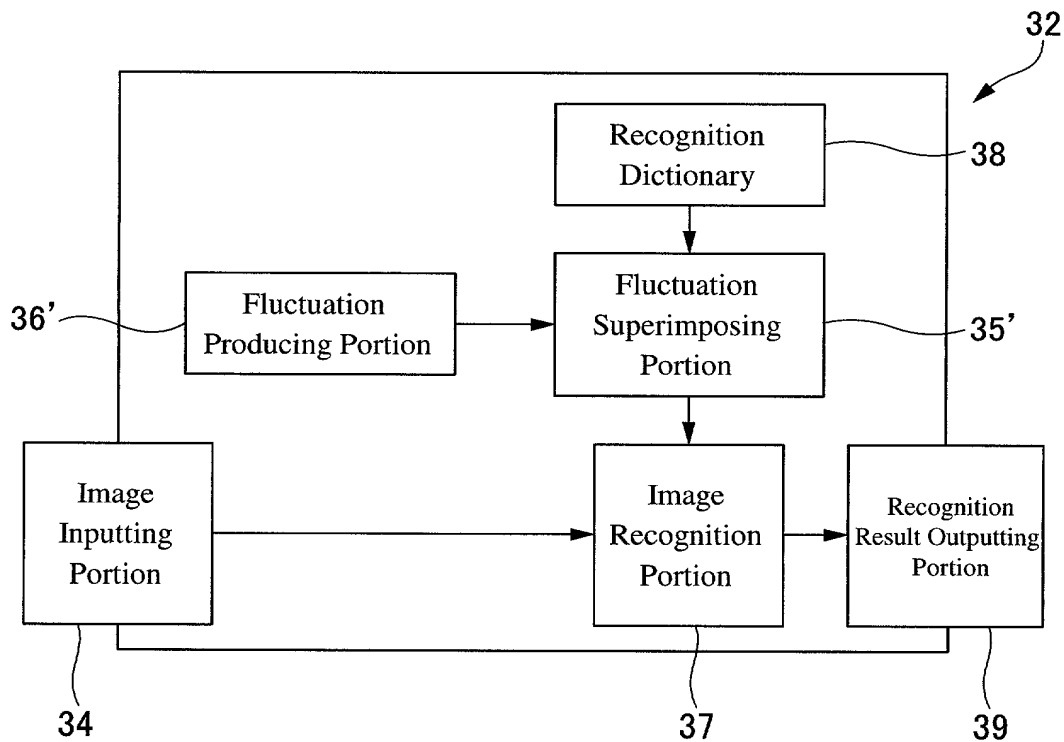 32
Recognition
Dictionary
38
Fluctuation
Producing Portion
36’
Fluctuation
Superimposing
Portion
35’
Image
Inputting
Portion
Image
Recognition
Portion
Recognition
Result Outputting
Portion
34
37
39